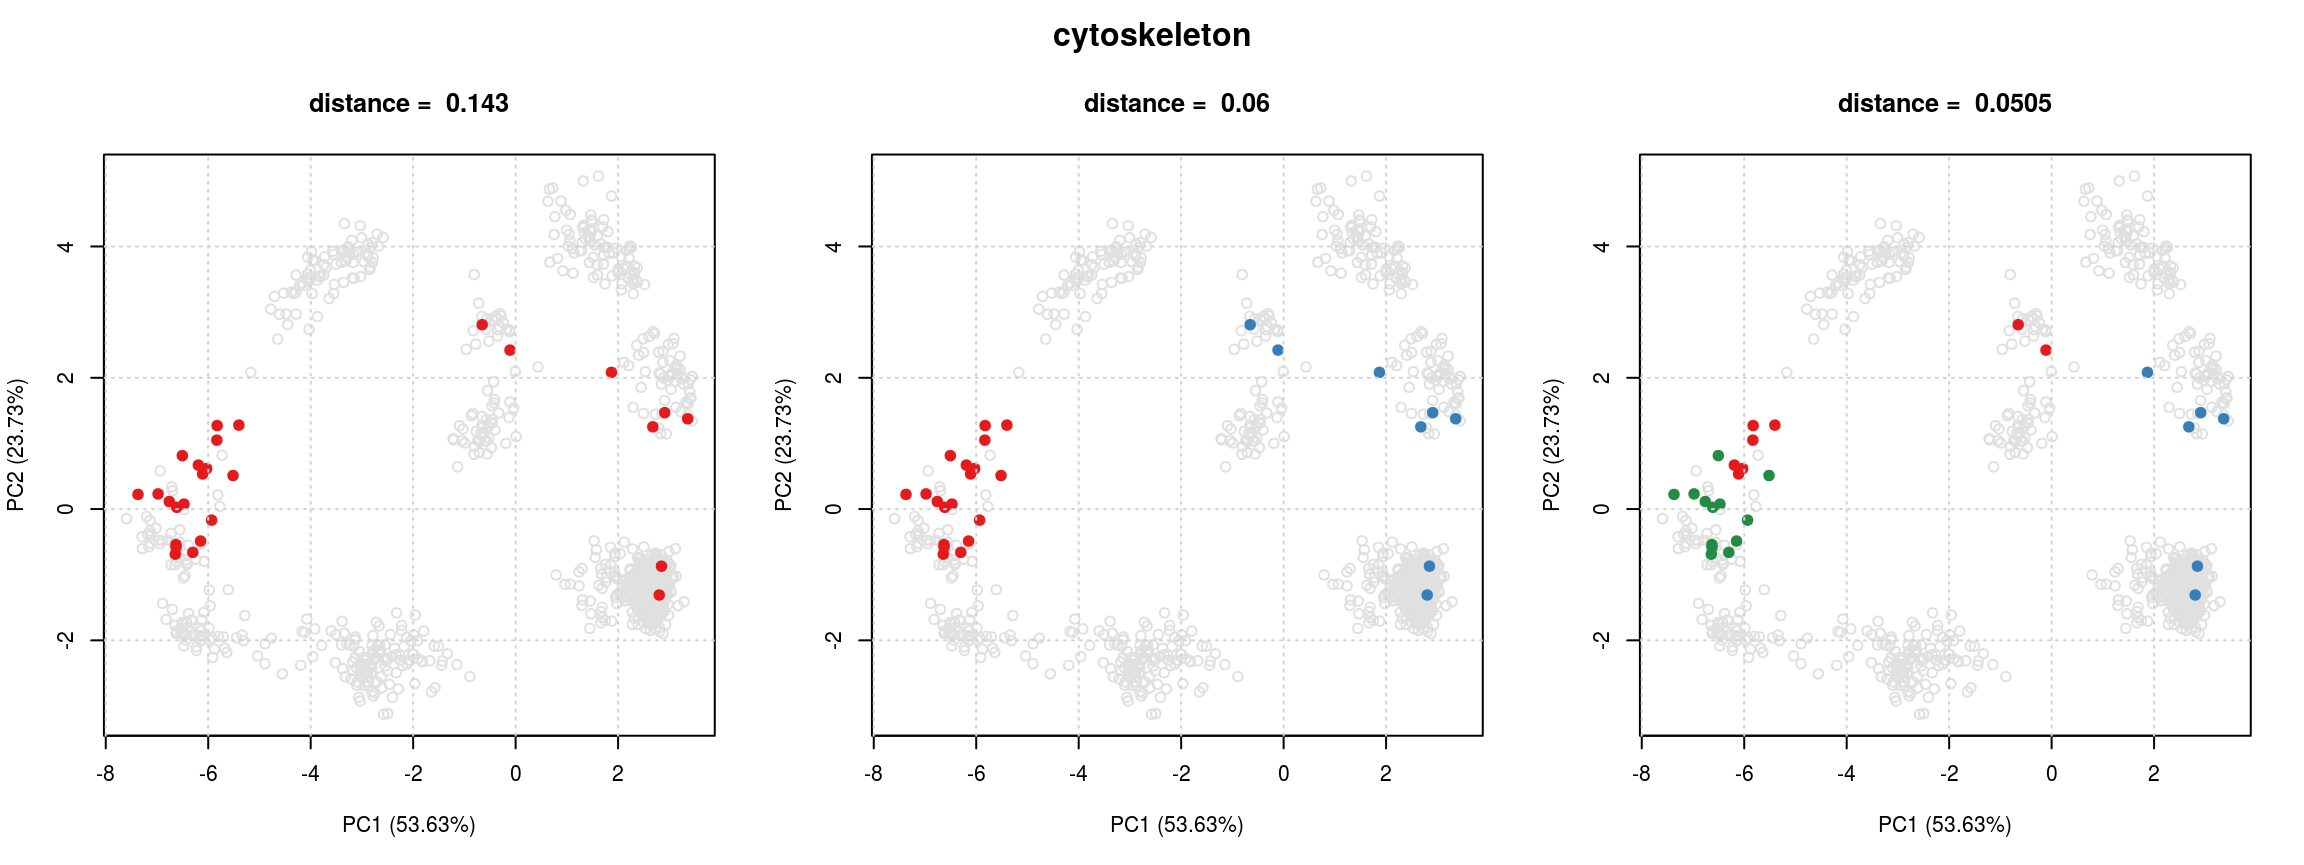 cytoskeleton
distance = 0.143
distance = 0.06
distance = 0.0505
PC2 (23.73%)
4
2
0
-2
-8 -6 -4 -2 0 2
PC1 (53.63%)
PC2 (23.73%)
4
2
0
-2
-8 -6 -4 -2 0 2
PC1 (53.63%)
PC2 (23.73%)
4
2
0
-2
-8 -6 -4 -2 0 2
PC1 (53.63%)